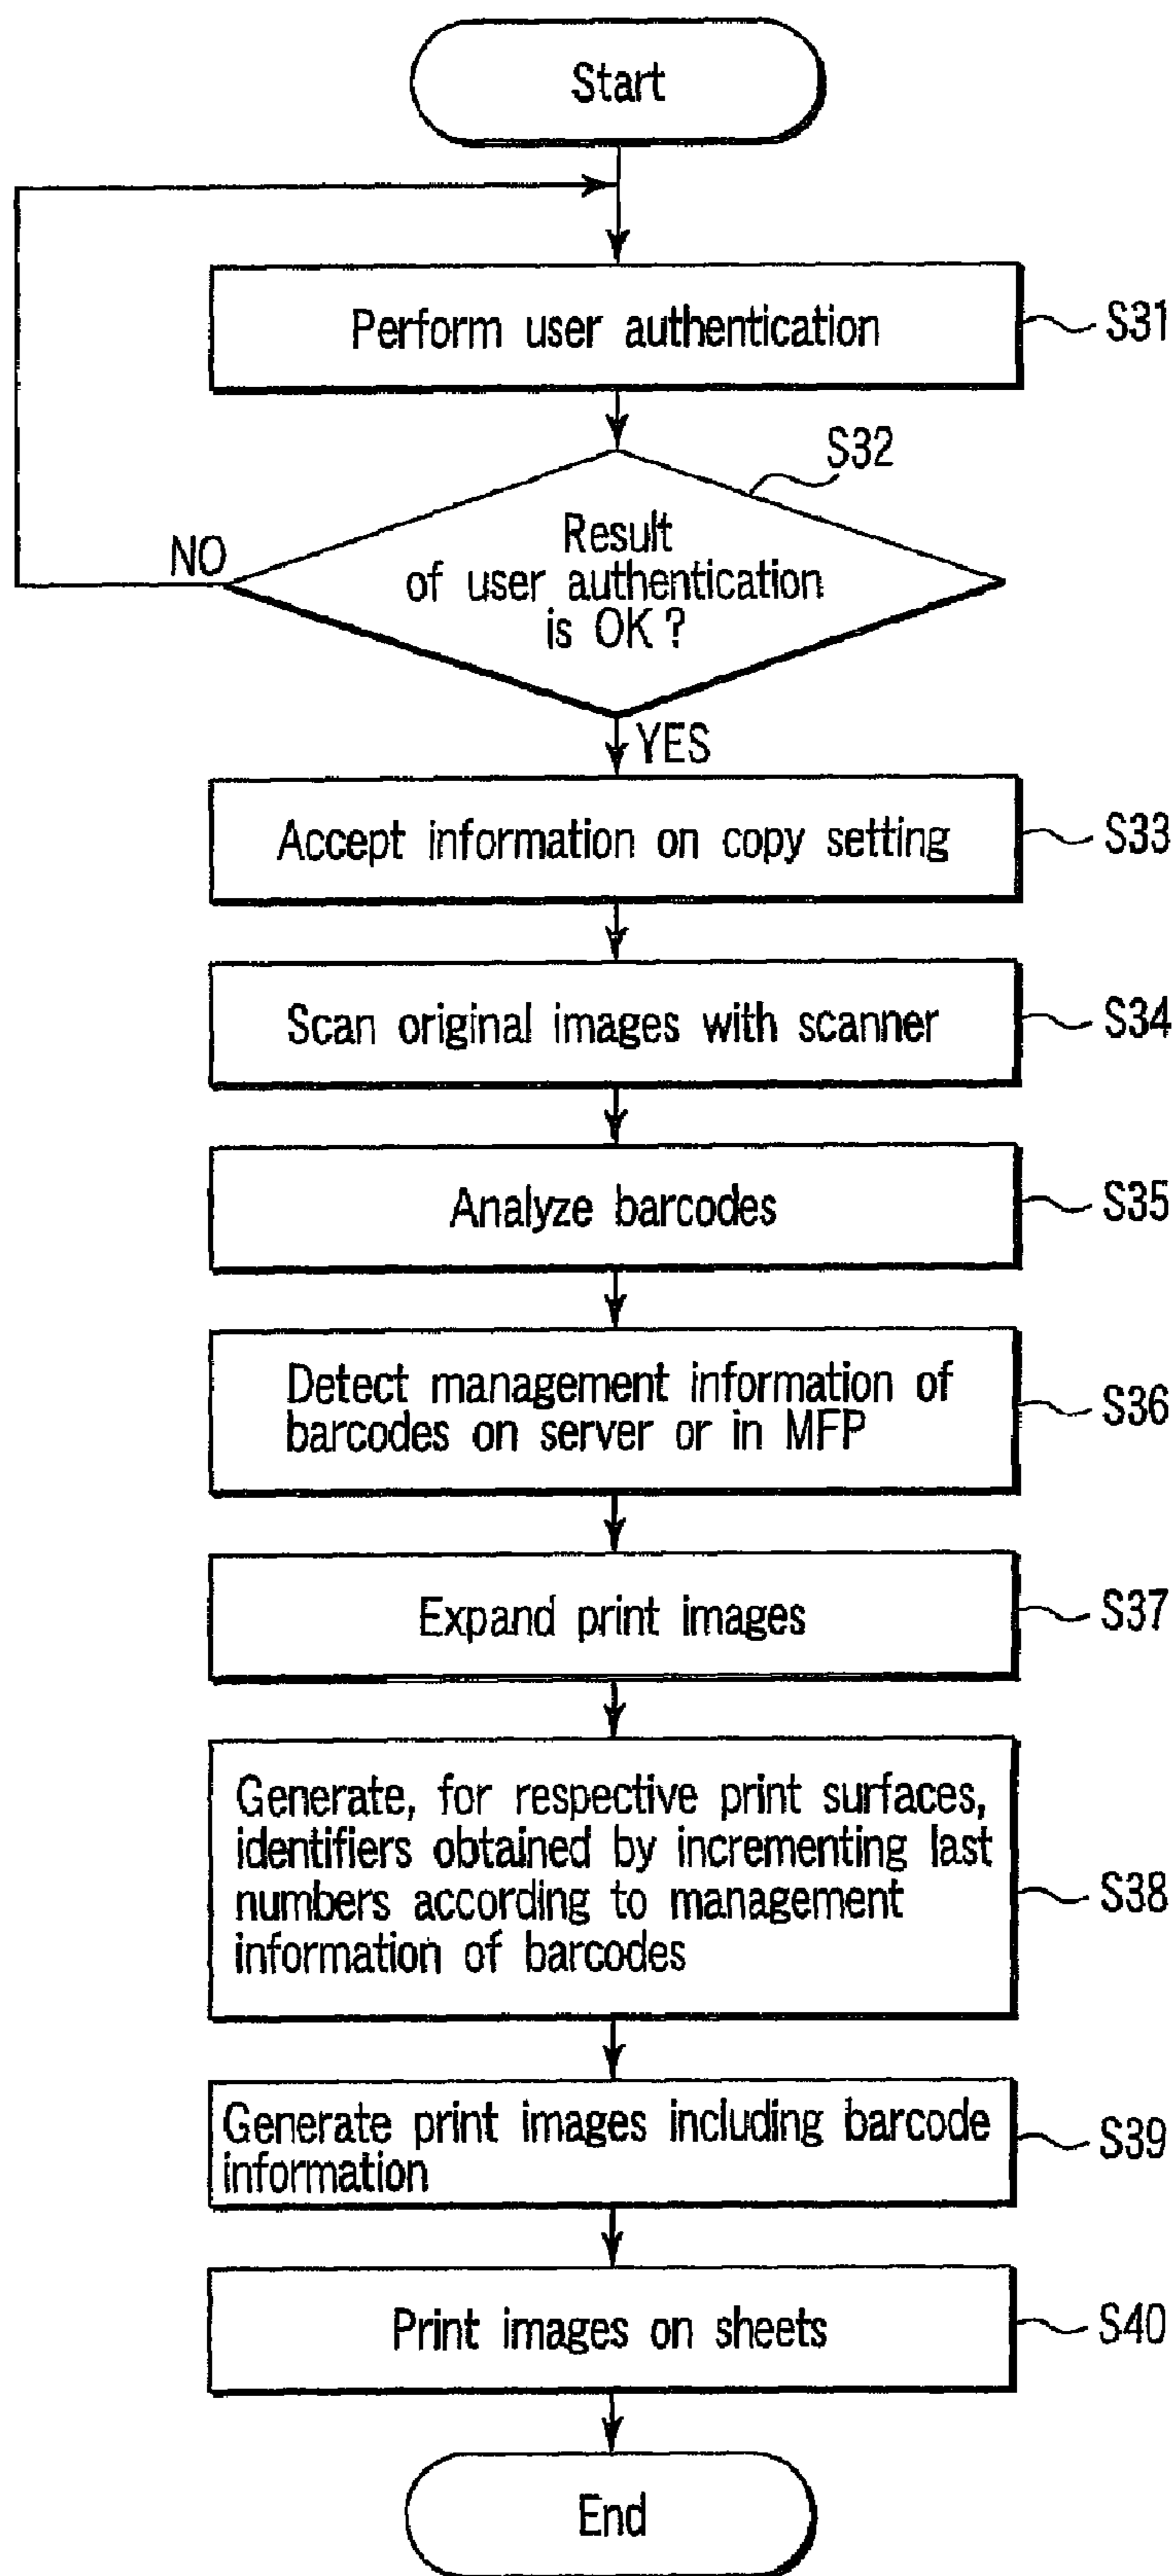 Start
Perform user authentication
S31
S32
Result
of user authentication
is OK?
NO
YES
Accept information on copy setting
S33
Scan original images with scanner
S34
Analyze barcodes
S35
Detect management information of
barcodes on server or in MFP
S36
Expand print images
S37
Generate, for respective print surfaces,
identifiers obtained by incrementing last
numbers according to management
information of barcodes
S38
Generate print images including barcode
information
S39
Print images on sheets
S40
End